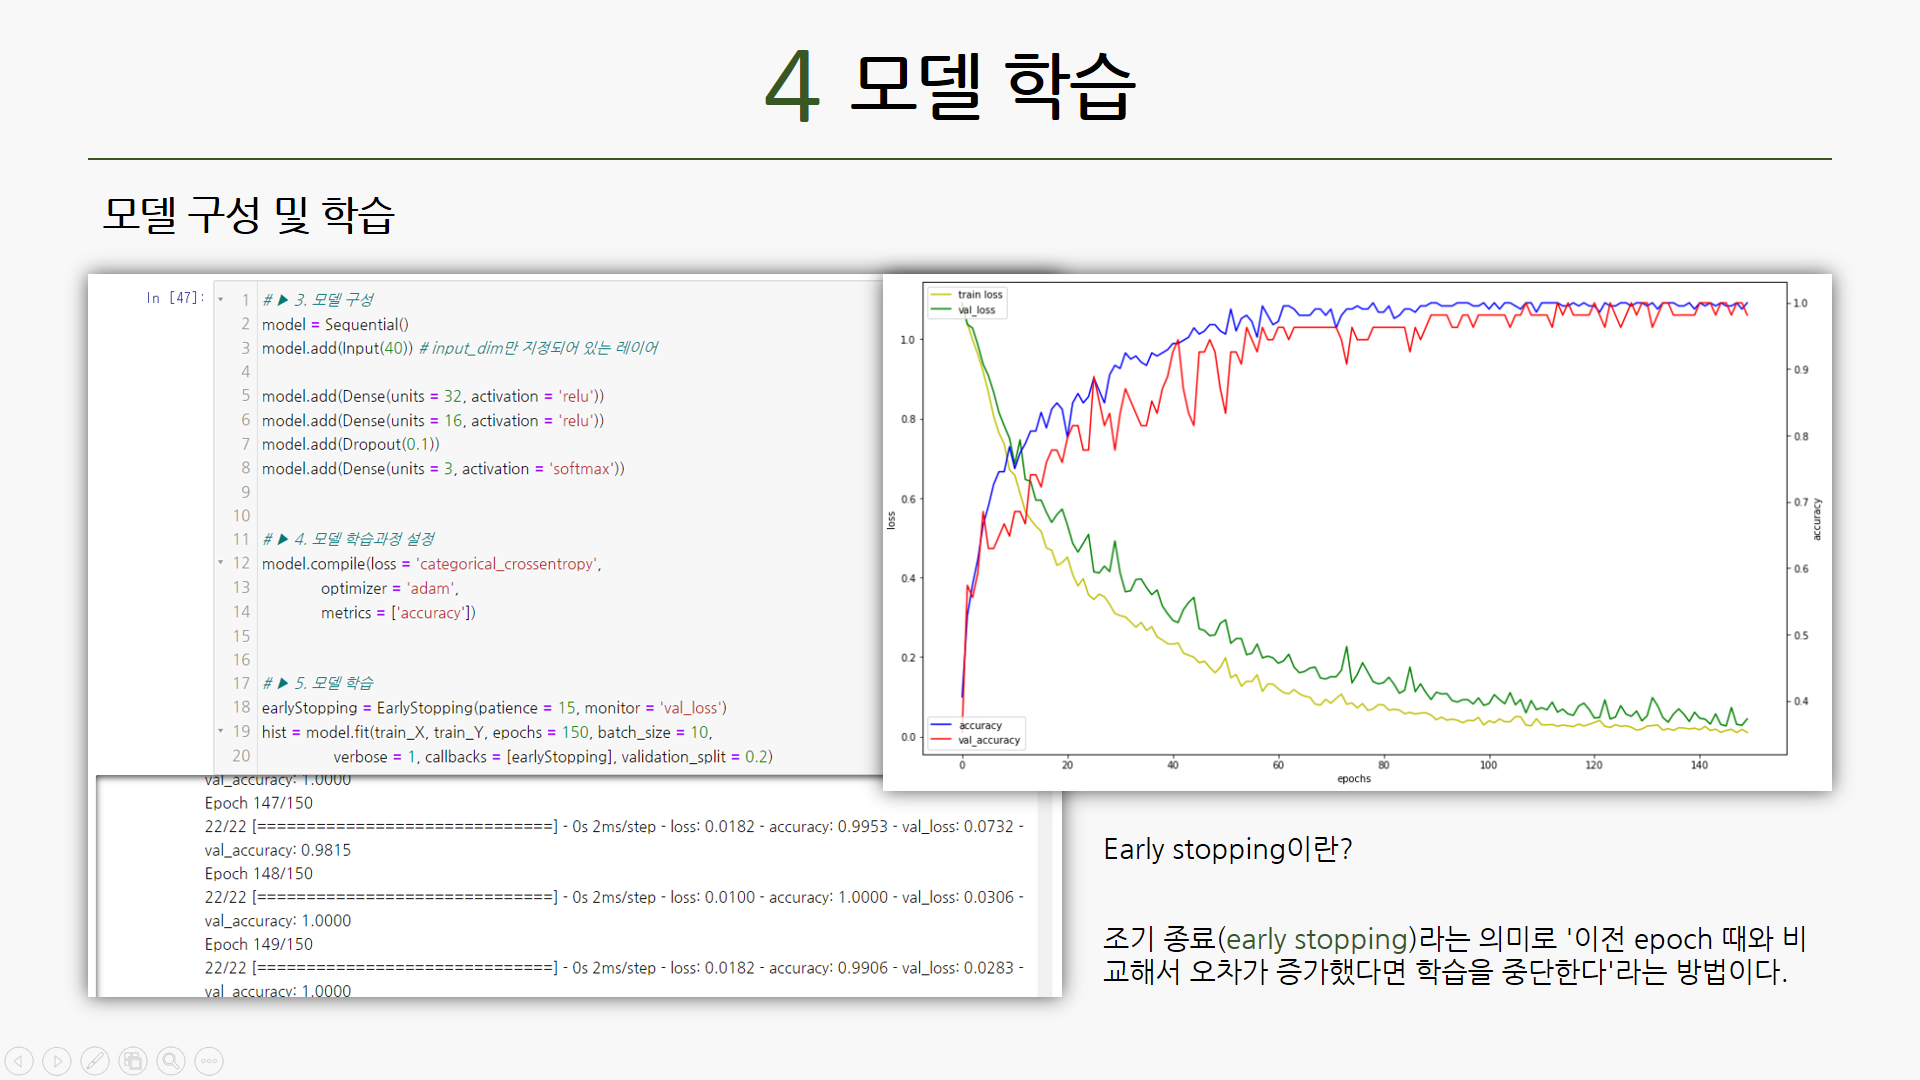 4 모델 학습
모델 구성 및 학습
In [47]:
1 # ▶ 3. 모델 구성
2 model = Sequential()
3 model.add(Input(40)) # input_dim만 지정되어 있는 레이어
4
5 model.add(Dense(units = 32, activation = 'relu'))
6 model.add(Dense(units = 16, activation = 'relu'))
7 model.add(Dropout(0.1))
8 model.add(Dense(units = 3, activation = 'softmax'))
9
10
11 # ▶ 4. 모델 학습과정 설정
12 model.compile(loss = 'categorical_crossentropy',
13 optimizer = 'adam',
14 metrics = ['accuracy'])
15
16
17 # ▶ 5. 모델 학습
18 earlyStopping = EarlyStopping(patience = 15, monitor = 'val_loss')
19 hist = model.fit(train_X, train_Y, epochs = 150, batch_size = 10,
20 verbose = 1, callbacks = [earlyStopping], validation_split = 0.2)
val_accuracy: 1.0000
Epoch 147/150
22/22 [==============================] - 0s 2ms/step - loss: 0.0182 - accuracy: 0.9953 - val_loss: 0.0732 -
val_accuracy: 0.9815
Epoch 148/150
22/22 [==============================] - 0s 2ms/step - loss: 0.0100 - accuracy: 1.0000 - val_loss: 0.0306 -
val_accuracy: 1.0000
Epoch 149/150
22/22 [==============================] - 0s 2ms/step - loss: 0.0182 - accuracy: 0.9906 - val_loss: 0.0283 -
val_accuracy: 1.0000
train loss
val_loss
1.0
0.8
0.6
0.4
0.2
0.0
loss
accuracy
val_accuracy
0 20 40 60 80 100 120 140
epochs
1.0
0.9
0.8
0.7
0.6
0.5
0.4
accuracy
Early stopping이란?
조기 종료(early stopping)라는 의미로 '이전 epoch 때와 비
교해서 오차가 증가했다면 학습을 중단한다'라는 방법이다.